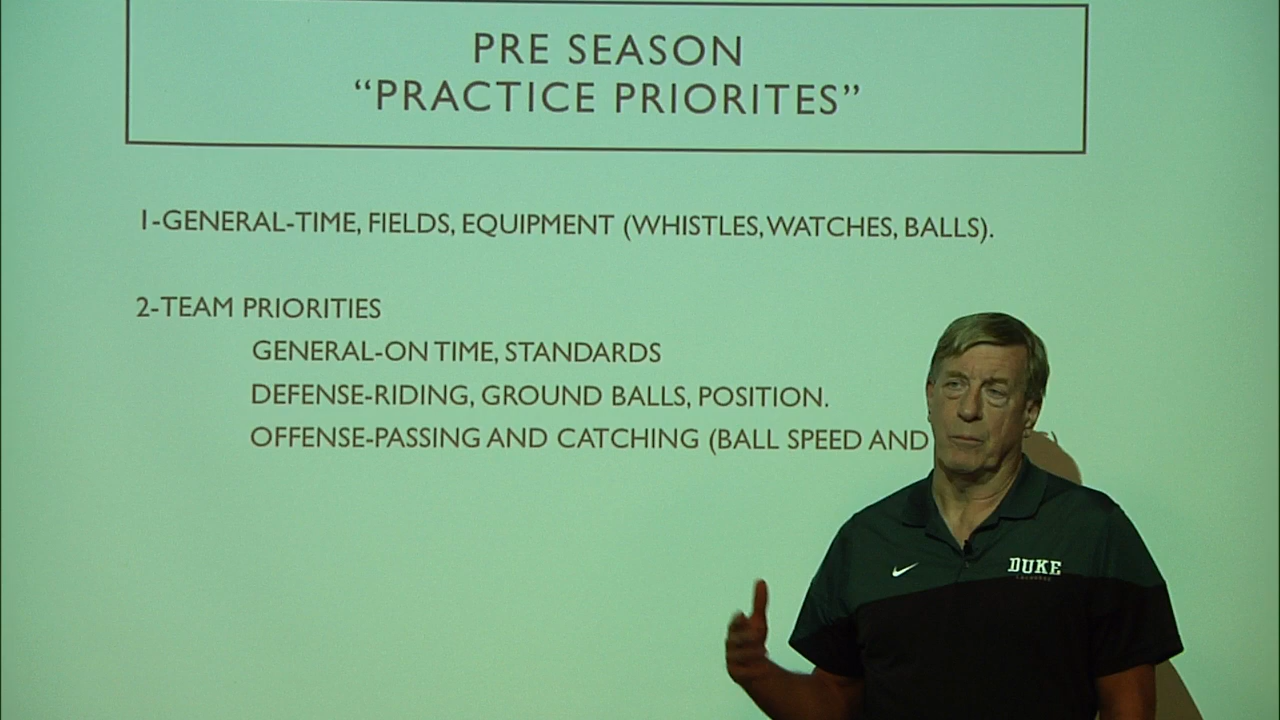 PRE SEASON
“PRACTICE PRIORITES”
1-GENERAL-TIME, FIELDS, EQUIPMENT (WHISTLES, WATCHES, BALLS).
2-TEAM PRIORITIES
GENERAL-ON TIME, STANDARDS
DEFENSE-RIDING, GROUND BALLS, POSITION.
OFFENSE-PASSING AND CATCHING (BALL SPEED AND )
DUKE
LACROSSE